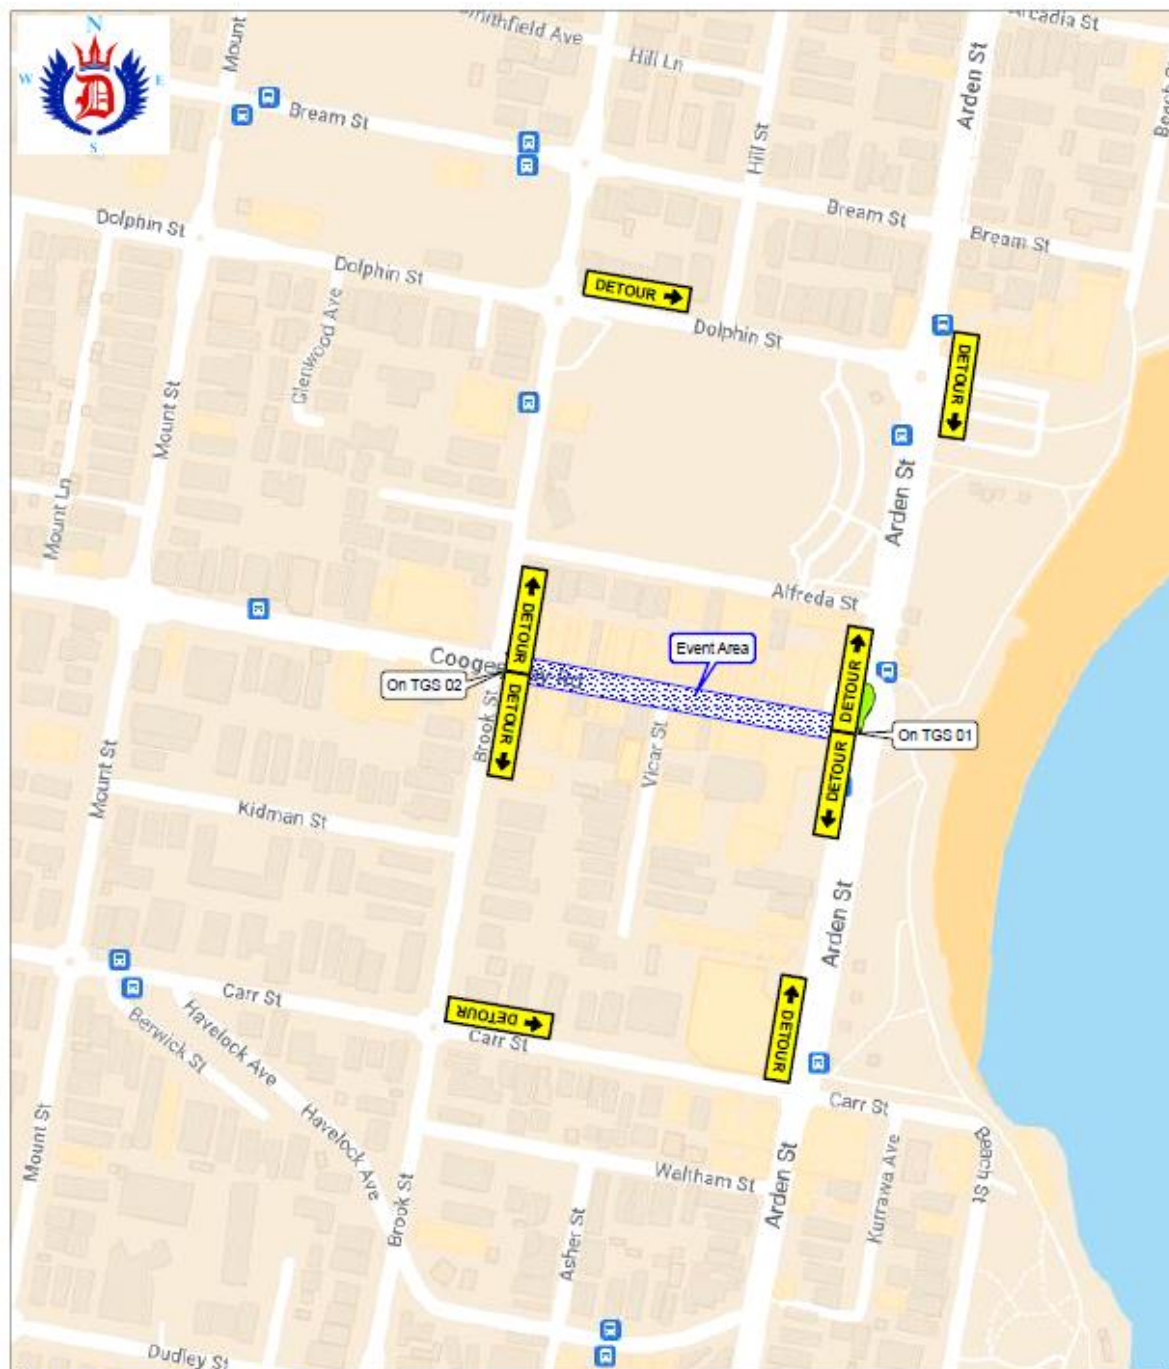 N
W
E
D
S
Smithfield Ave
Arcadia St
Hill Ln
Mount
Arden St
Bream St
Hill St
Bream St
Bream St
Dolphin St
Dolphin St
DETOUR
Dolphin St
Glenwood Ave
DETOUR
Mount St
Arden St
Mount Ln
Alfreda St
DETOUR
DETOUR
Event Area
Coogee
On TGS 02
On TGS 01
DETOUR
DETOUR
Brook St
Vicar St
Mount St
Kidman St
Arden St
Carr St
Havelock Ave
Berwick St
DETOUR
Carr St
DETOUR
Carr St
Havelock Ave
Mount St
Waltham St
Kurrawa Ave
Beach St
Brook St
Arden St
Asher St
Dudley St